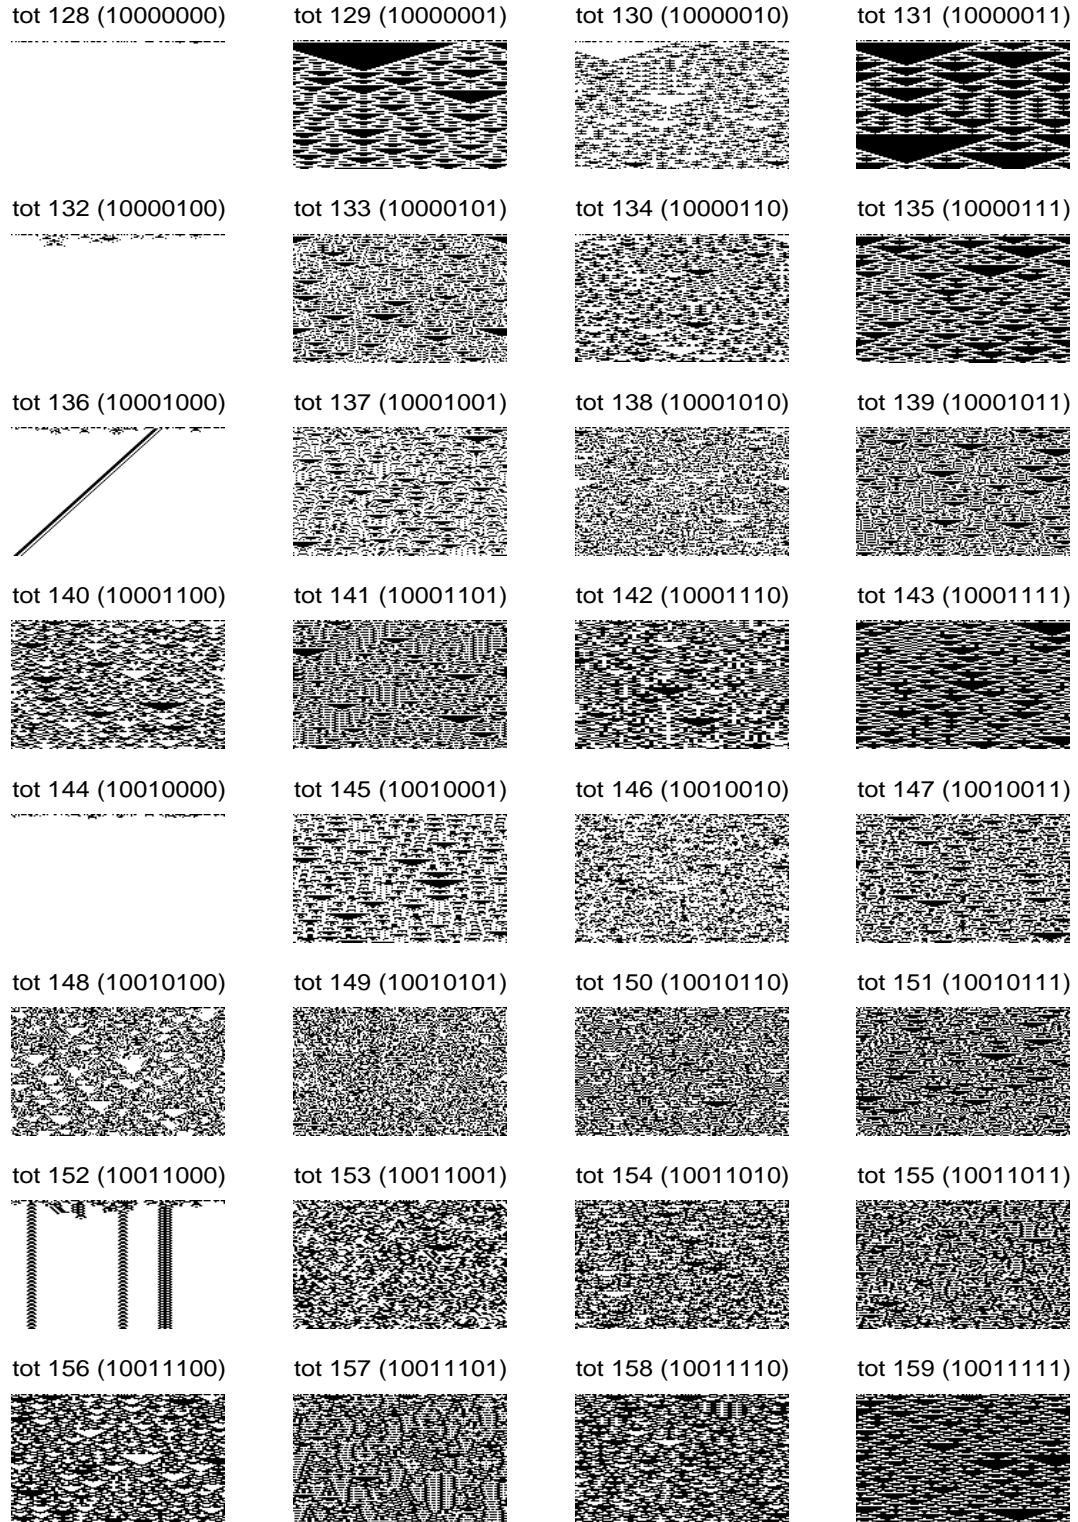 tot 128 (10000000) tot 129 (10000001) tot 130 (10000010) tot 131 (10000011)
tot 132 (10000100) tot 133 (10000101) tot 134 (10000110) tot 135 (10000111)
tot 136 (10001000) tot 137 (10001001) tot 138 (10001010) tot 139 (10001011)
tot 140 (10001100) tot 141 (10001101) tot 142 (10001110) tot 143 (10001111)
tot 144 (10010000) tot 145 (10010001) tot 146 (10010010) tot 147 (10010011)
tot 148 (10010100) tot 149 (10010101) tot 150 (10010110) tot 151 (10010111)
tot 152 (10011000) tot 153 (10011001) tot 154 (10011010) tot 155 (10011011)
tot 156 (10011100) tot 157 (10011101) tot 158 (10011110) tot 159 (10011111)